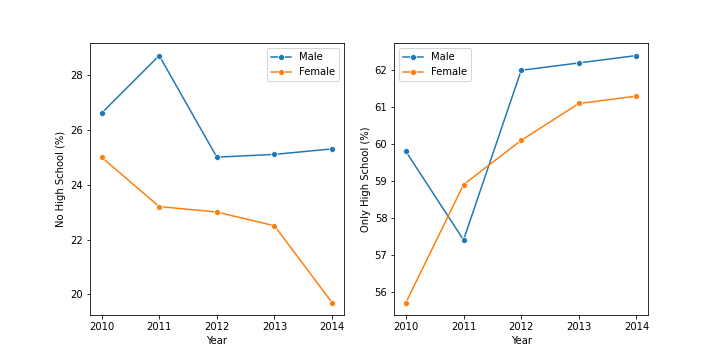 No High School (%)
28
26
24
22
20
Male
Female
2010 2011 2012 2013 2014
Year
Only High School (%)
62
61
60
59
58
57
56
Male
Female
2010 2011 2012 2013 2014
Year